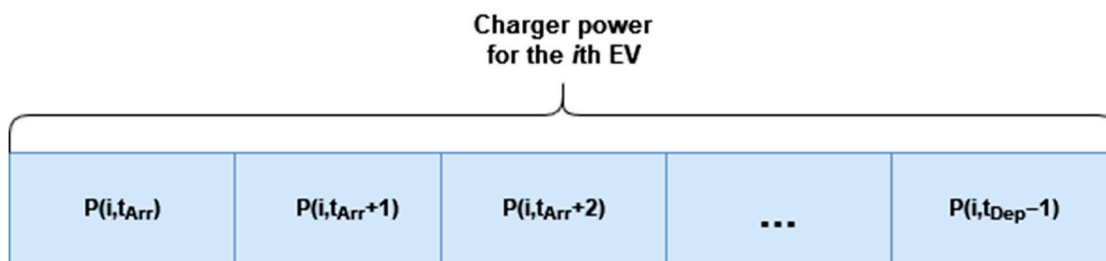 Charger power
for the ith EV
P(i,tArr) P(i,tArr+1) P(i,tArr+2) ... P(i,tDep−1)